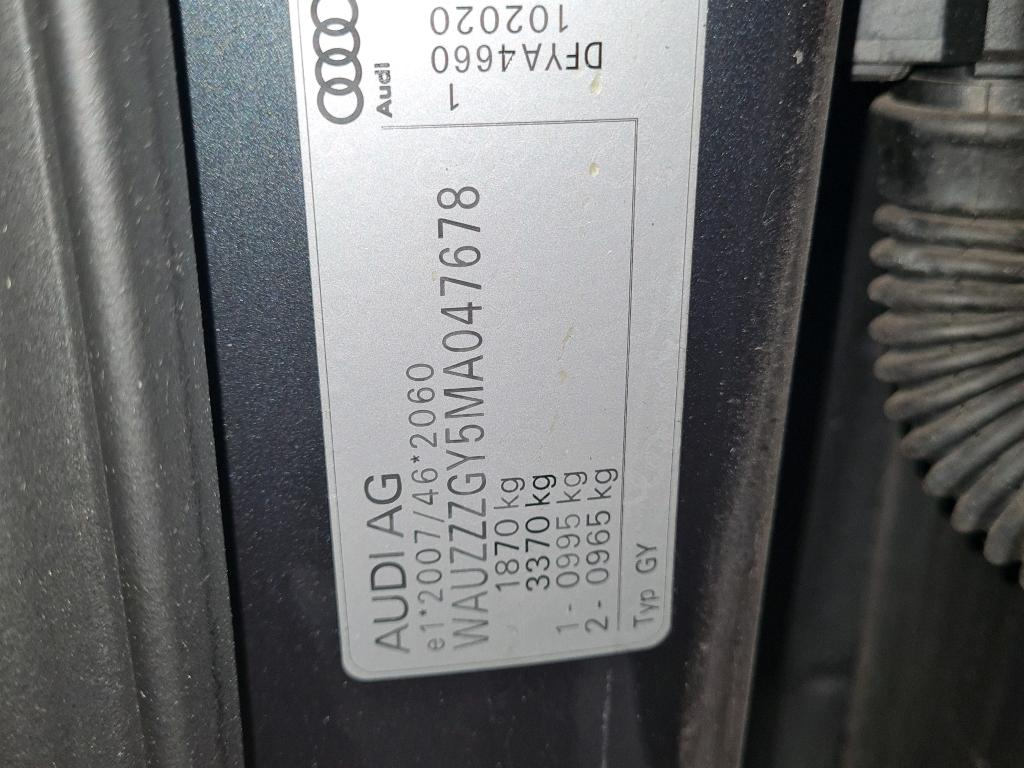 AUDI AG
e1*2007/46*2060
WAUZZZGY5MA047678
1870 kg
3370 kg
1 - 0995 kg
2 - 0965 kg
Typ GY
Audi
DFYA4660
102020